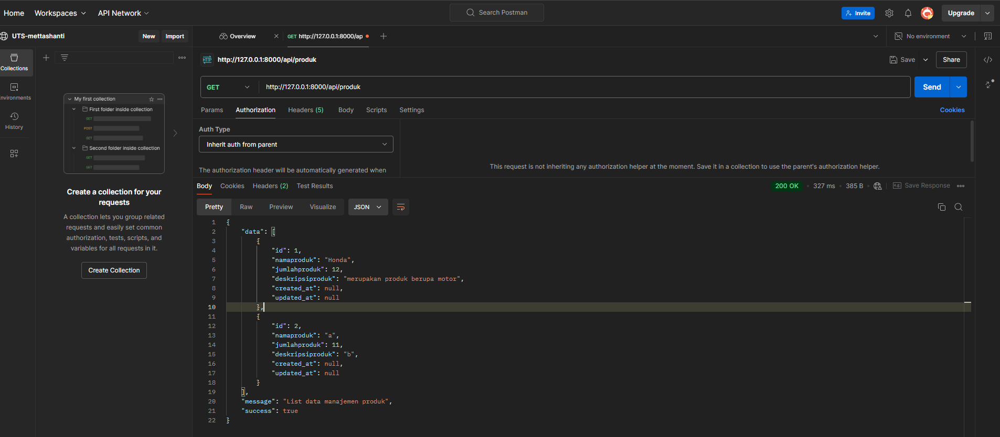 Home Workspaces API Network Search Postman Invite Upgrade
UTS-mettashanti New Import Overview GET http://127.0.0.1:8000/ap No environment
Collections
Environments
History
My first collection
First folder inside collection
GET
POST
GET
Second folder inside collection
GET
GET
Create a collection for your
requests
A collection lets you group related
requests and easily set common
authorization, tests, scripts, and
variables for all requests in it.
Create Collection
HTTP http://127.0.0.1:8000/api/produk Save Share
GET http://127.0.0.1:8000/api/produk Send
Params Authorization Headers (5) Body Scripts Settings Cookies
Auth Type
Inherit auth from parent
The authorization header will be automatically generated when
This request is not inheriting any authorization helper at the moment. Save it in a collection to use the parent's authorization helper.
Body Cookies Headers (2) Test Results 200 OK 327 ms 385 B e.g. Save Response
Pretty Raw Preview Visualize JSON
1 {
2 "data": [
3 {
4 "id": 1,
5 "namaproduk": "Honda",
6 "jumlahproduk": 12,
7 "deskripsiproduk": "merupakan produk berupa motor",
8 "created_at": null,
9 "updated_at": null
10 },
11 {
12 "id": 2,
13 "namaproduk": "a",
14 "jumlahproduk": 11,
15 "deskripsiproduk": "b",
16 "created_at": null,
17 "updated_at": null
18 }
19 ],
20 "message": "List data manajemen produk",
21 "success": true
22 }